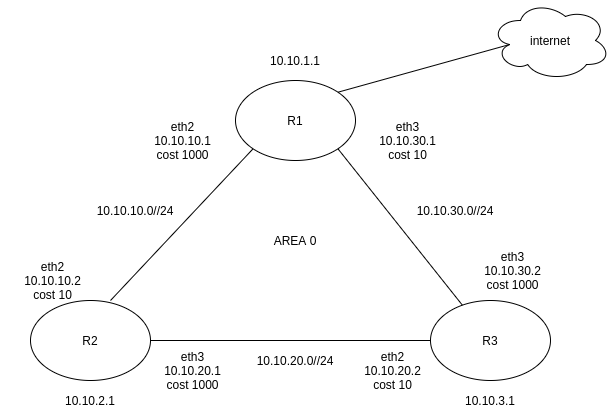 internet
10.10.1.1
R1
eth2
10.10.10.1
cost 1000
eth3
10.10.30.1
cost 10
10.10.10.0//24
10.10.30.0//24
AREA 0
eth2
10.10.10.2
cost 10
eth3
10.10.30.2
cost 1000
R2
R3
eth3
10.10.20.1
cost 1000
10.10.20.0//24
eth2
10.10.20.2
cost 10
10.10.2.1
10.10.3.1